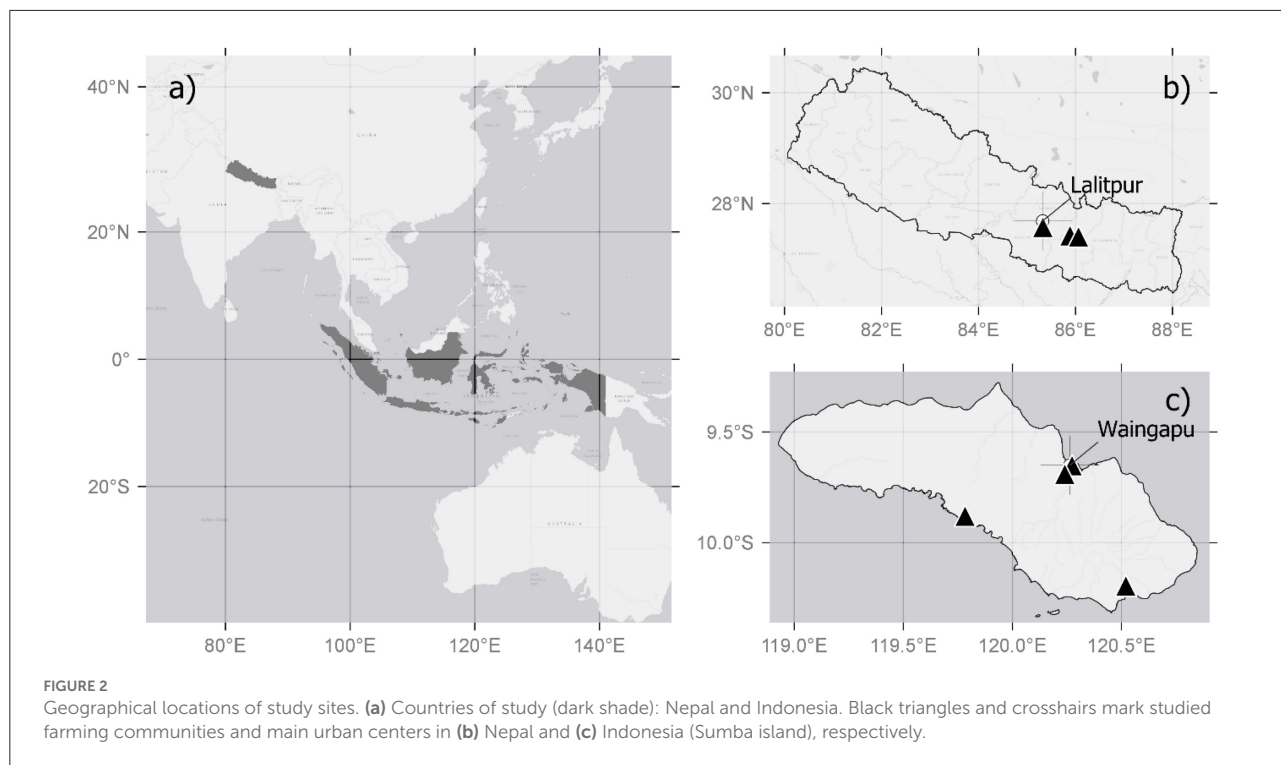 a)
40°N
20°N
0°
20°S
80°E 100°E 120°E 140°E
CHINA
INDIA
AUSTRALIA
b)
30°N
28°N
Lalitpur
80°E 82°E 84°E 86°E 88°E
c)
9.5°S
10.0°S
Waingapu
119.0°E 119.5°E 120.0°E 120.5°E
FIGURE 2
Geographical locations of study sites. (a) Countries of study (dark shade): Nepal and Indonesia. Black triangles and crosshairs mark studied
farming communities and main urban centers in (b) Nepal and (c) Indonesia (Sumba island), respectively.